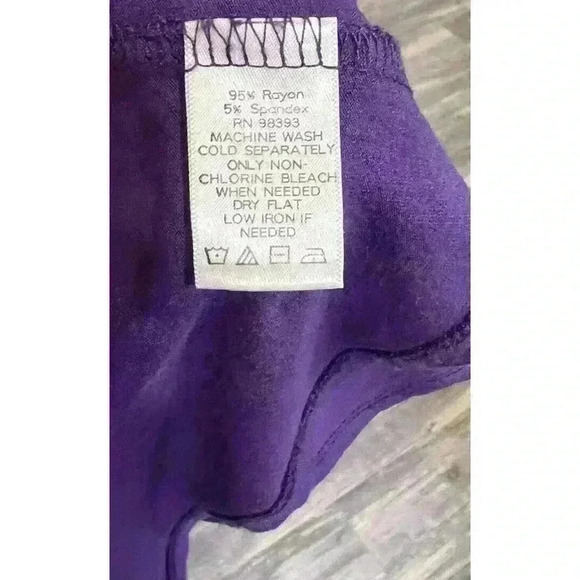 95% Rayon
5% Spandex
RN 98393
MACHINE WASH
COLD SEPARATELY
ONLY NON-
CHLORINE BLEACH
WHEN NEEDED
DRY FLAT
LOW IRON IF
NEEDED